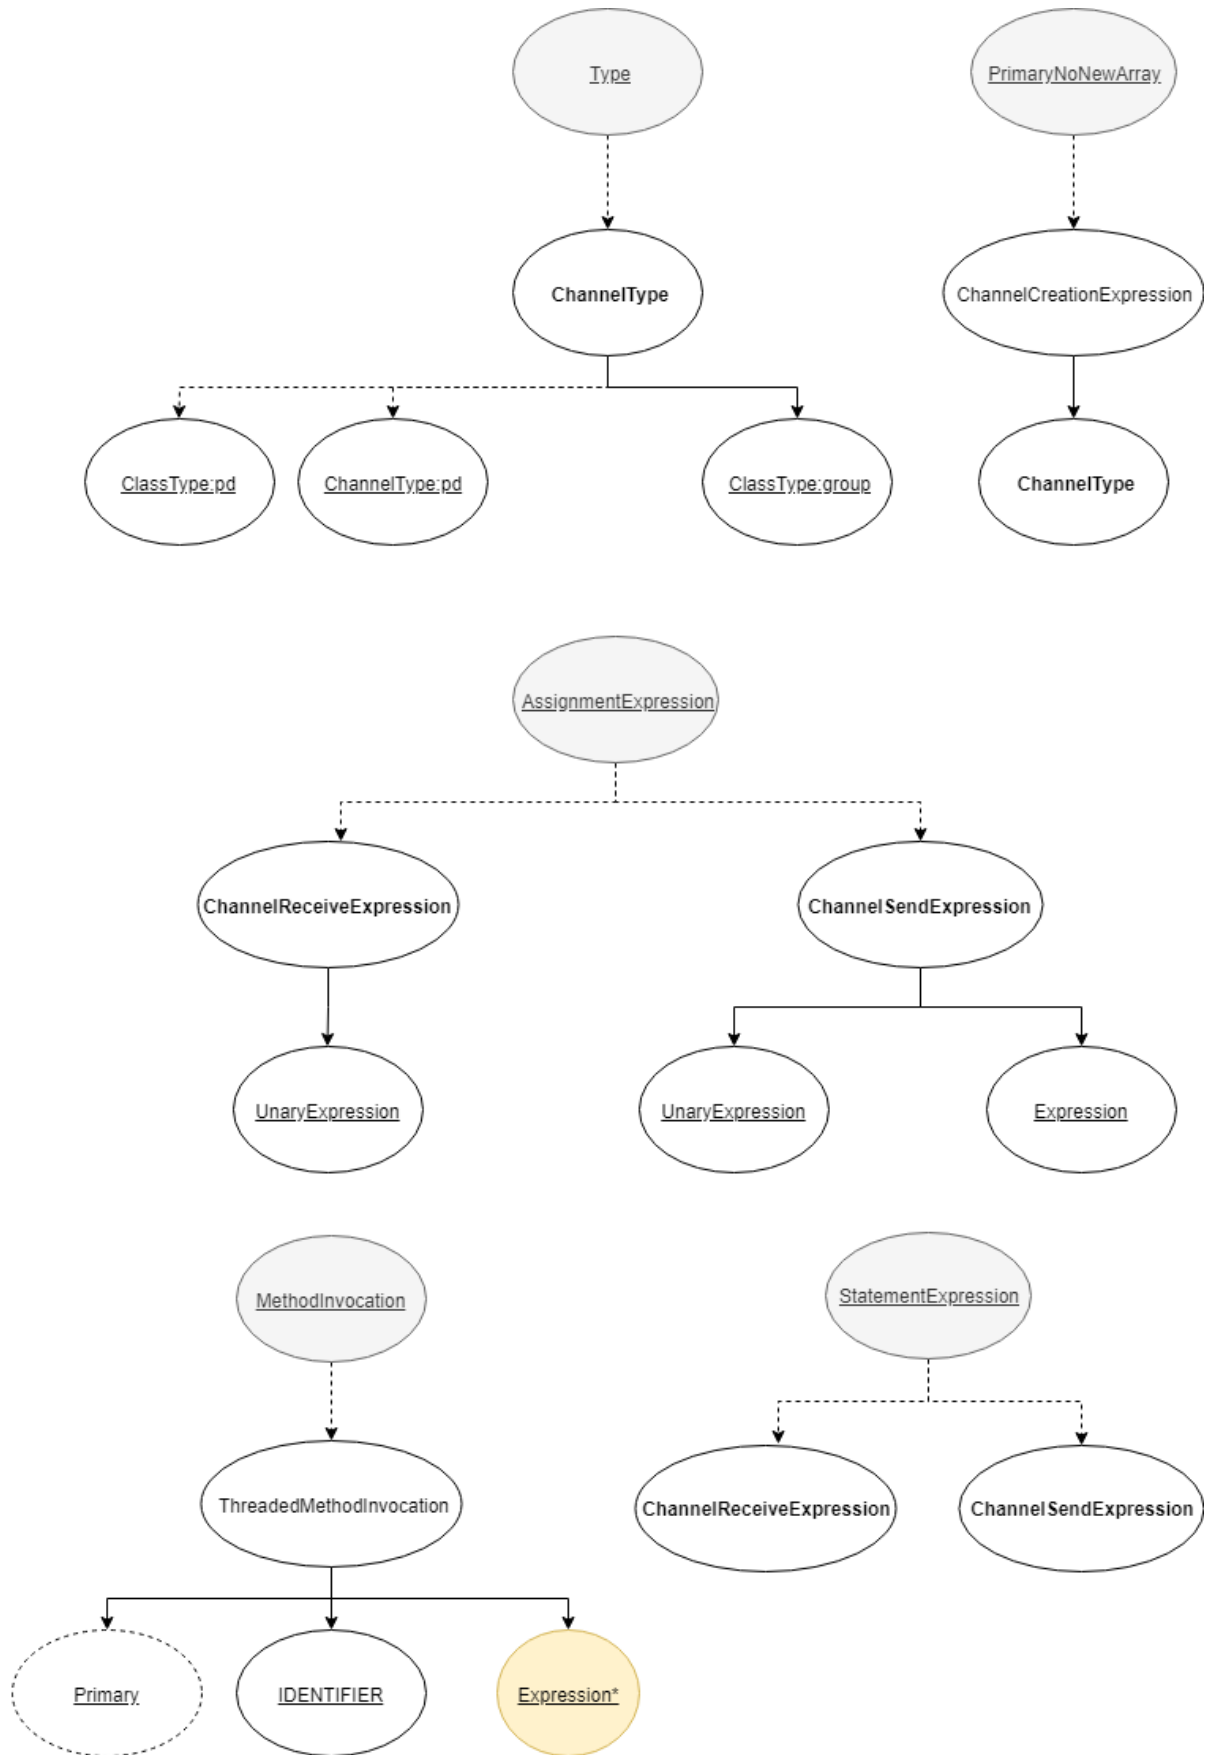 Type
PrimaryNoNewArray
ChannelType
ChannelCreationExpression
ClassType:pd
ChannelType:pd
ClassType:group
ChannelType
AssignmentExpression
ChannelReceiveExpression
ChannelSendExpression
UnaryExpression
UnaryExpression
Expression
MethodInvocation
StatementExpression
ThreadedMethodInvocation
ChannelReceiveExpression
ChannelSendExpression
Primary
IDENTIFIER
Expression*